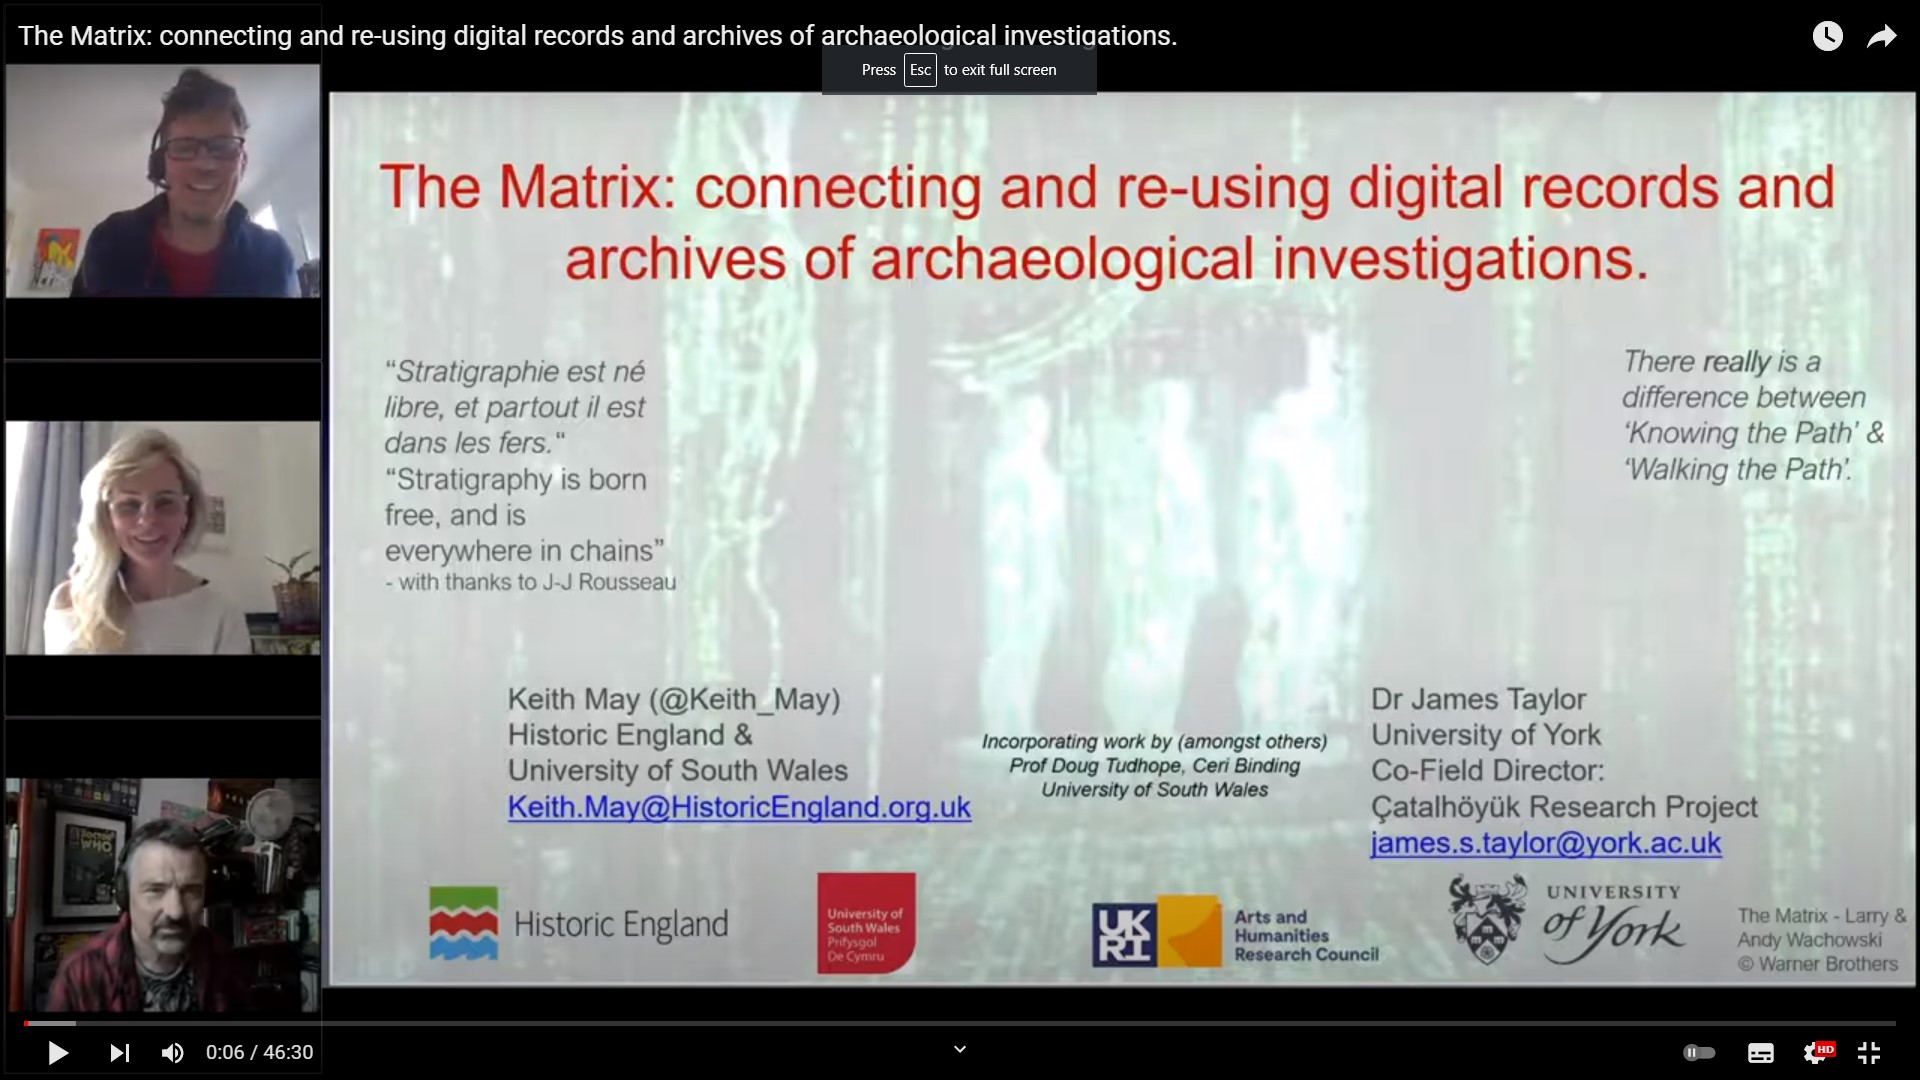 The Matrix: connecting and re-using digital records and archives of archaeological investigations.
Press Esc to exit full screen
The Matrix: connecting and re-using digital records and
archives of archaeological investigations.
“Stratigraphie est né
libre, et partout il est
dans les fers.“
“Stratigraphy is born
free, and is
everywhere in chains”
- with thanks to J-J Rousseau
There really is a
difference between
‘Knowing the Path’ &
‘Walking the Path’.
Keith May (@Keith_May)
Historic England &
University of South Wales
Keith.May@HistoricEngland.org.uk
Incorporating work by (amongst others)
Prof Doug Tudhope, Ceri Binding
University of South Wales
Dr James Taylor
University of York
Co-Field Director:
Çatalhöyük Research Project
james.s.taylor@york.ac.uk
DOCTOR
WHO
Historic England
University of
South Wales
Prifysgol
De Cymru
UK
RI
Arts and
Humanities
Research Council
UNIVERSITY
of York
The Matrix - Larry &
Andy Wachowski
© Warner Brothers
0:06 / 46:30
HD